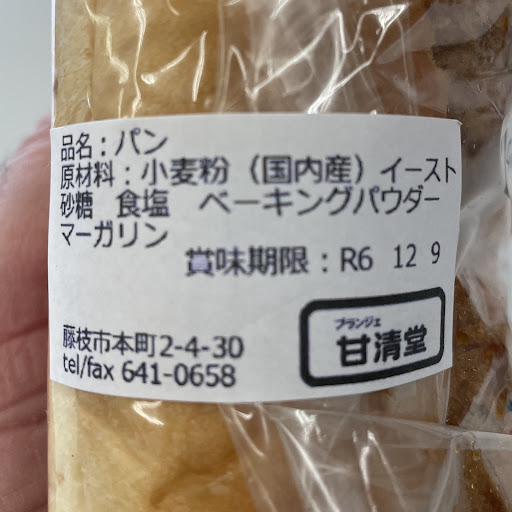 品名：パン
原材料：小麦粉（国内産）イースト
砂糖　食塩　ベーキングパウダー
マーガリン
賞味期限：R6 12 9
藤枝市本町2-4-30
tel/fax 641-0658
ブランジェ
甘清堂